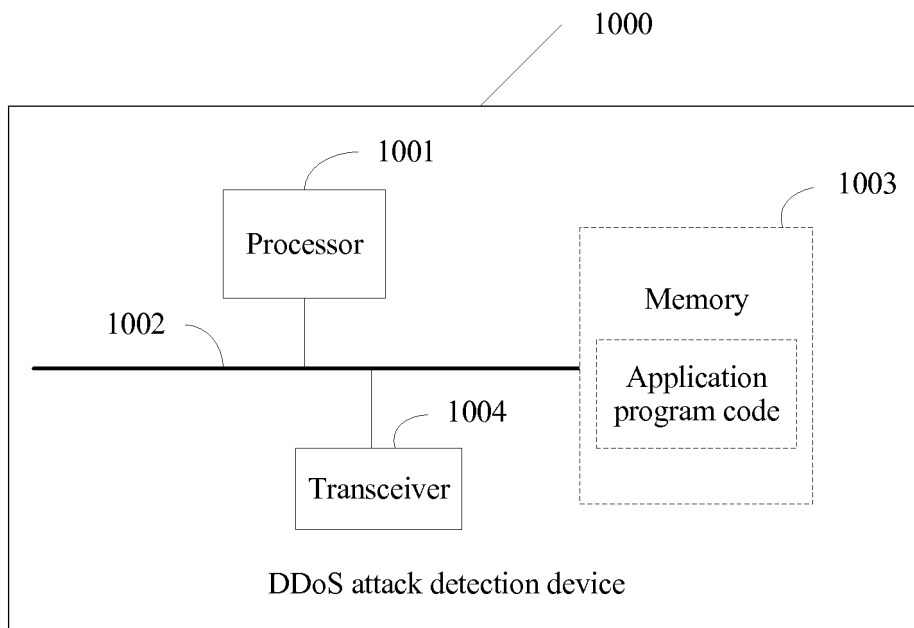 1000
1001
1003
Processor
Memory
1002
Application
program code
1004
Transceiver
DDoS attack detection device